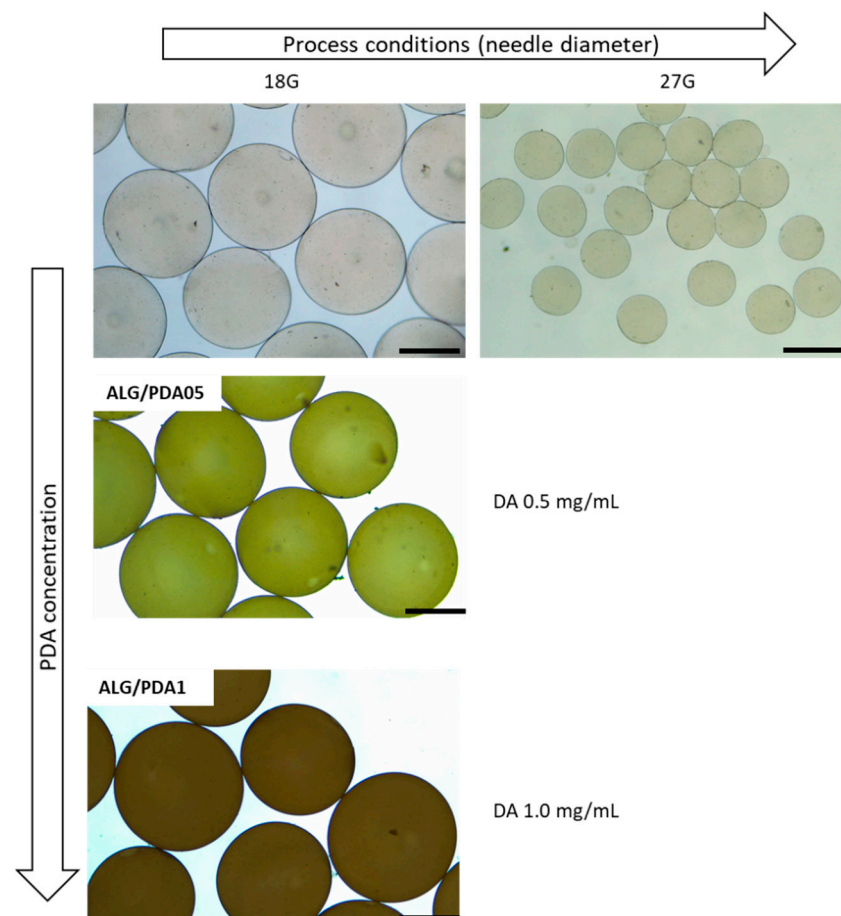 Process conditions (needle diameter)
18G
27G
PDA concentration
ALG/PDA05
DA 0.5 mg/mL
ALG/PDA1
DA 1.0 mg/mL